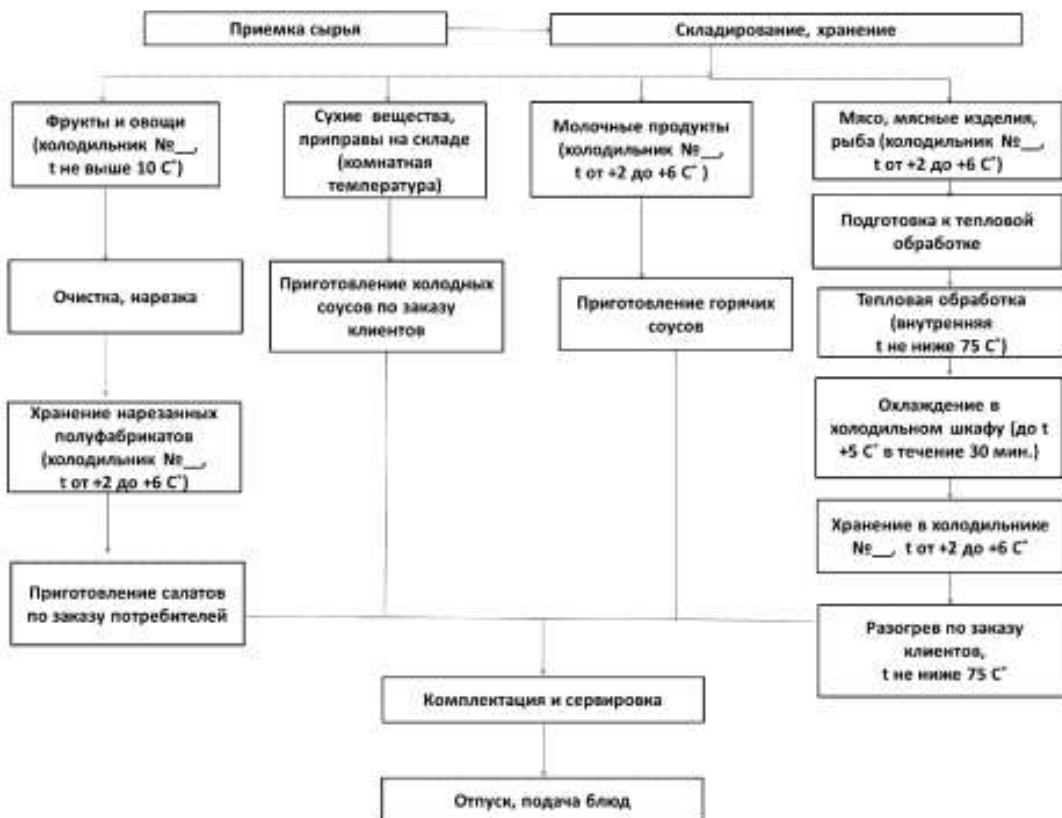 Приемка сырья
Складирование, хранение
Фрукты и овощи
(холодильник №__,
t не выше 10 С˚)
Сухие вещества,
приправы на складе
(комнатная
температура)
Молочные продукты
(холодильник №__,
t от +2 до +6 С˚ )
Мясо, мясные изделия,
рыба (холодильник №__,
t от +2 до +6 С˚)
Подготовка к тепловой
обработке
Очистка, нарезка
Приготовление холодных
соусов по заказу
клиентов
Приготовление горячих
соусов
Тепловая обработка
(внутренняя
t не ниже 75 С˚)
Хранение нарезанных
полуфабрикатов
(холодильник №__,
t от +2 до +6 С˚)
Охлаждение в
холодильном шкафу (до t
+5 С˚ в течение 30 мин.)
Хранение в холодильнике
№__, t от +2 до +6 С˚
Приготовление салатов
по заказу потребителей
Разогрев по заказу
клиентов,
t не ниже 75 С˚
Комплектация и сервировка
Отпуск, подача блюд